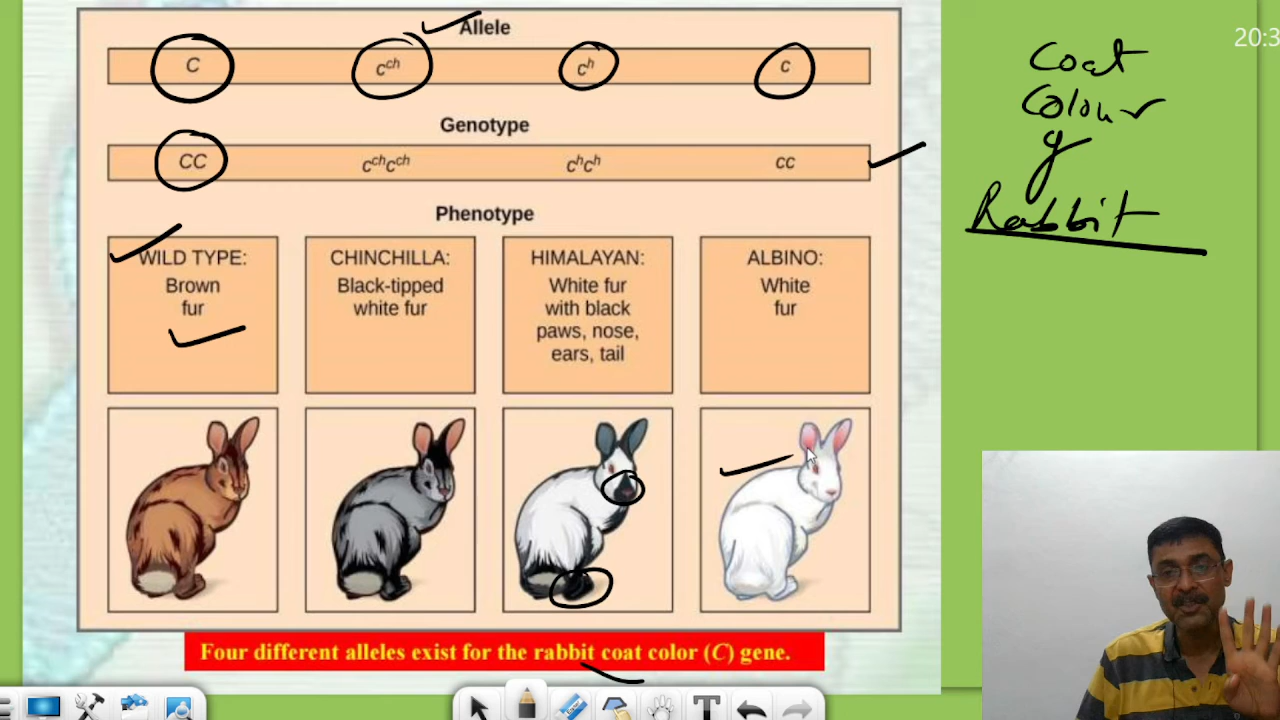 Allele
C c^ch c^h c
Genotype
CC c^chc^ch c^hc^h cc
Phenotype
WILD TYPE:
Brown
fur
CHINCHILLA:
Black-tipped
white fur
HIMALAYAN:
White fur
with black
paws, nose,
ears, tail
ALBINO:
White
fur
Four different alleles exist for the rabbit coat color (C) gene.
20:3
Coat
Colour
Rabbit
T